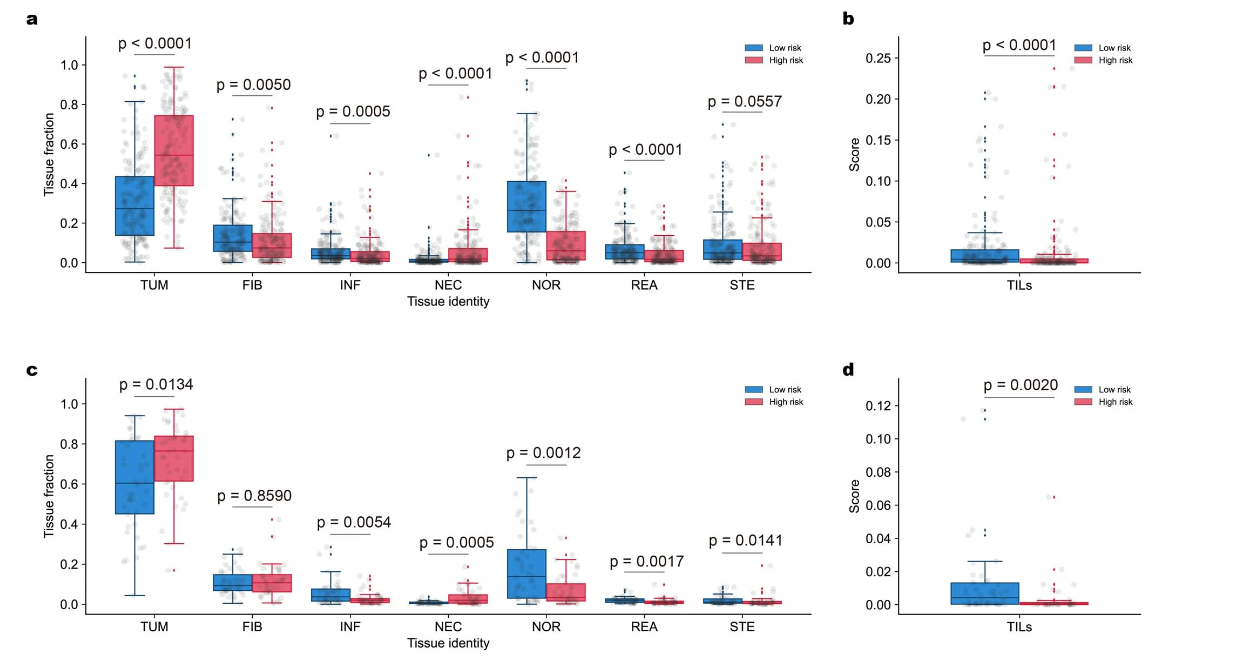 a
p < 0.0001
p = 0.0050
p = 0.0005
p < 0.0001
p < 0.0001
p < 0.0001
p = 0.0557
Low risk
High risk
Tissue fraction
1.0
0.8
0.6
0.4
0.2
0.0
TUM FIB INF NEC NOR REA STE
Tissue identity
b
p < 0.0001
Low risk
High risk
Score
0.25
0.20
0.15
0.10
0.05
0.00
TILs
c
p = 0.0134
p = 0.8590
p = 0.0054
p = 0.0005
p = 0.0012
p = 0.0017
p = 0.0141
Low risk
High risk
Tissue fraction
1.0
0.8
0.6
0.4
0.2
0.0
TUM FIB INF NEC NOR REA STE
Tissue identity
d
p = 0.0020
Low risk
High risk
Score
0.12
0.10
0.08
0.06
0.04
0.02
0.00
TILs